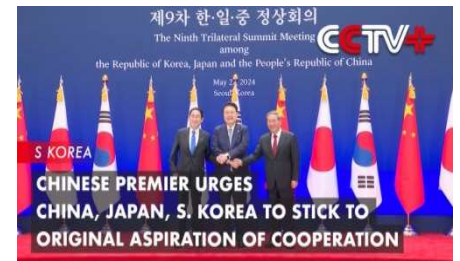 제9차 한·일·중 정상회의
CCTV+
The Ninth Trilateral Summit Meeting
among
the Republic of Korea, Japan and the People's Republic of China
May 2024
Seoul Korea
S KOREA
CHINESE PREMIER URGES
CHINA, JAPAN, S. KOREA TO STICK TO
ORIGINAL ASPIRATION OF COOPERATION